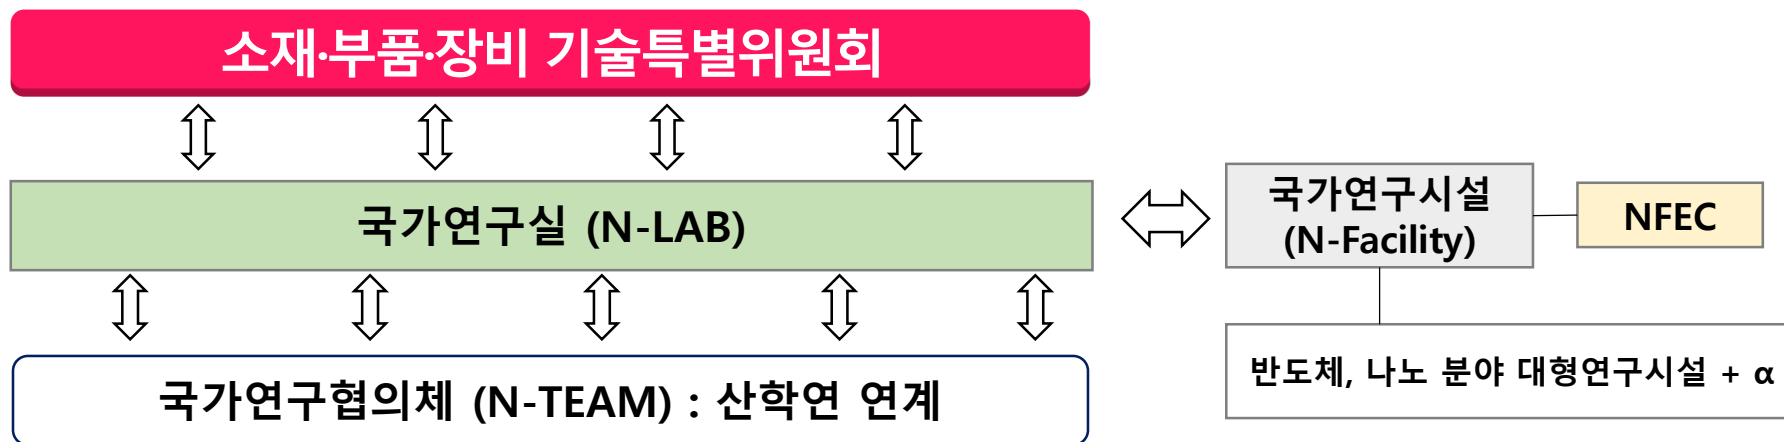 소재·부품·장비 기술특별위원회
국가연구실 (N-LAB)
국가연구시설
(N-Facility)
NFEC
반도체, 나노 분야 대형연구시설 + α
국가연구협의체 (N-TEAM) : 산학연 연계